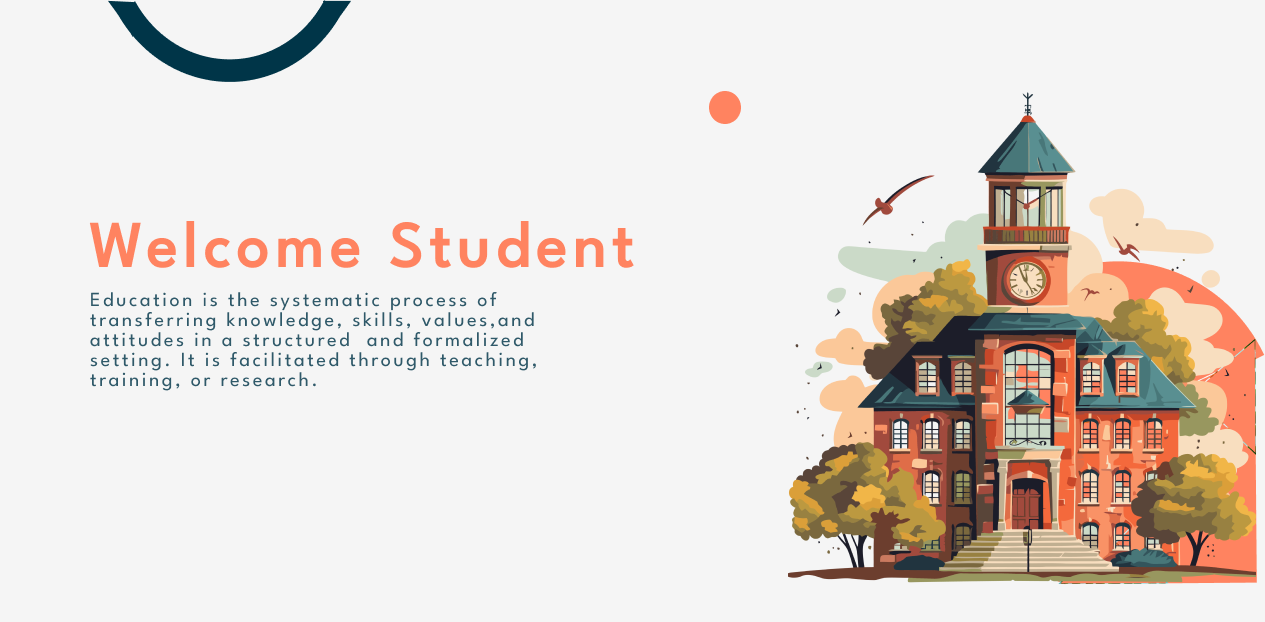 Welcome Student
Education is the systematic process of
transferring knowledge, skills, values,and
attitudes in a structured  and formalized
setting. It is facilitated through teaching,
training, or research.